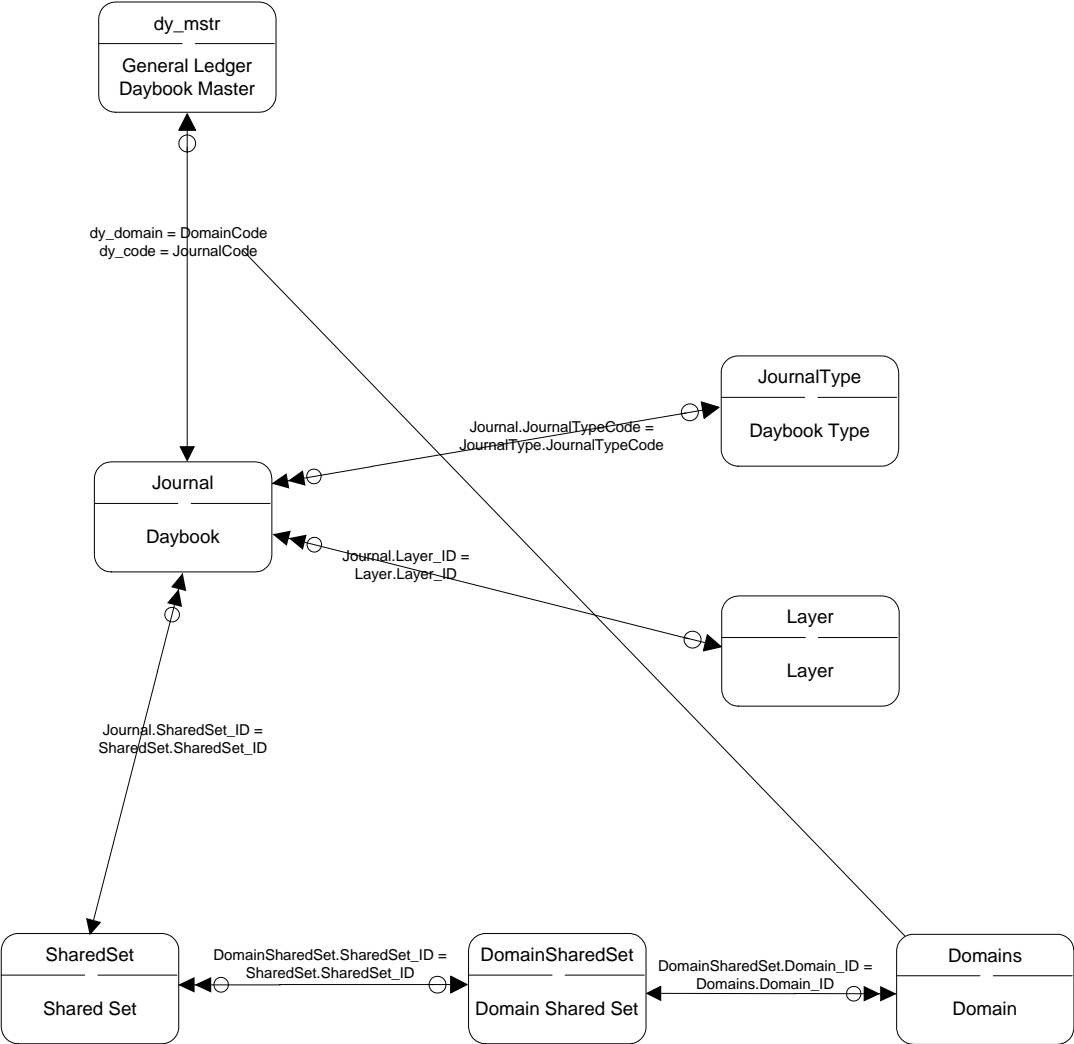 dy_mstr
General Ledger
Daybook Master
dy_domain = DomainCode
dy_code = JournalCode
JournalType
Daybook Type
Journal.JournalTypeCode =
JournalType.JournalTypeCode
Journal
Daybook
Journal.Layer_ID =
Layer.Layer_ID
Layer
Layer
Journal.SharedSet_ID =
SharedSet.SharedSet_ID
SharedSet
Shared Set
DomainSharedSet.SharedSet_ID =
SharedSet.SharedSet_ID
DomainSharedSet
Domain Shared Set
DomainSharedSet.Domain_ID =
Domains.Domain_ID
Domains
Domain